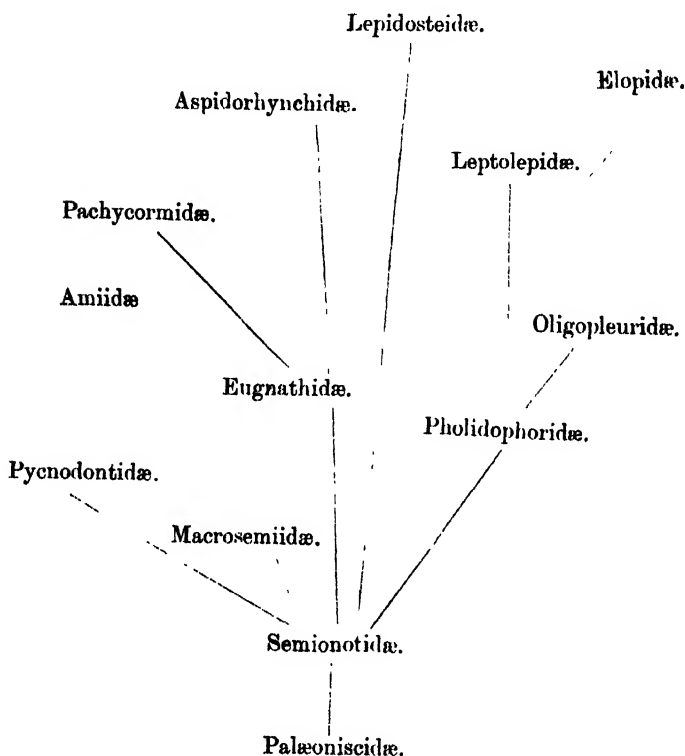 Lepidosteidæ.
Elopidæ.
Aspidorhynchidæ.
Leptolepidæ.
Pachycormidæ.
Amiidæ
Oligopleuridæ.
Eugnathidæ.
Pholidophoridæ.
Pycnodontidæ.
Macrosemiidæ.
Semionotidæ.
Palæoniscidæ.